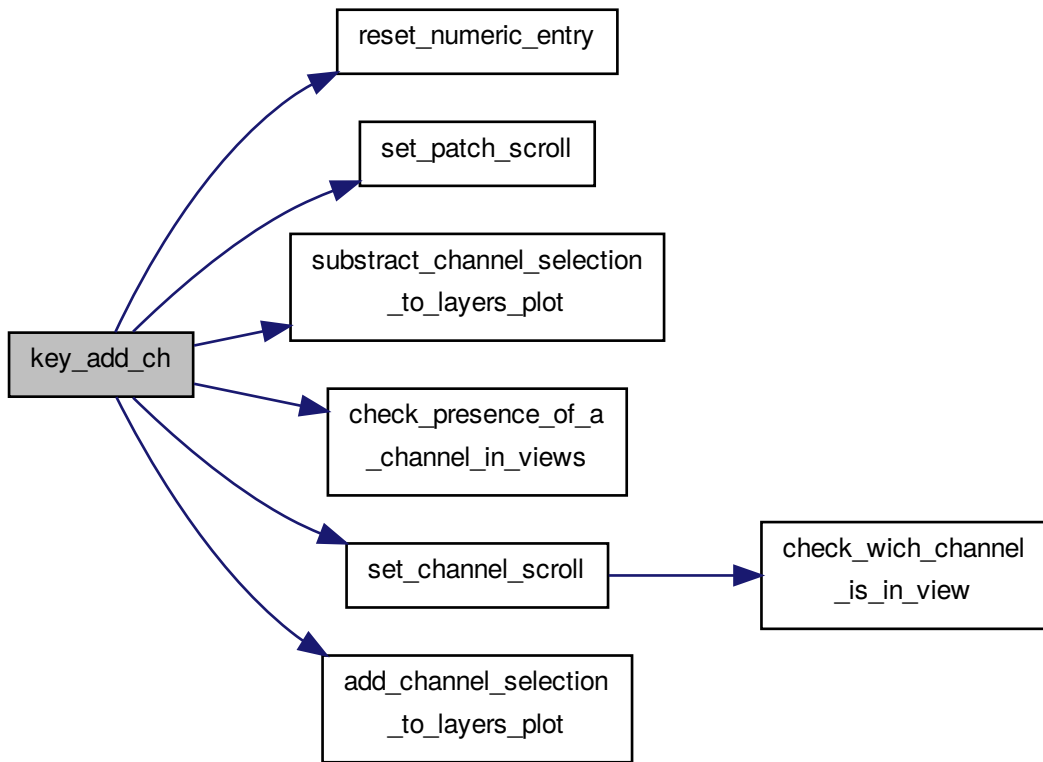 reset_numeric_entry
set_patch_scroll
substract_channel_selection
_to_layers_plot
key_add_ch
check_presence_of_a
_channel_in_views
set_channel_scroll
check_wich_channel
_is_in_view
add_channel_selection
_to_layers_plot